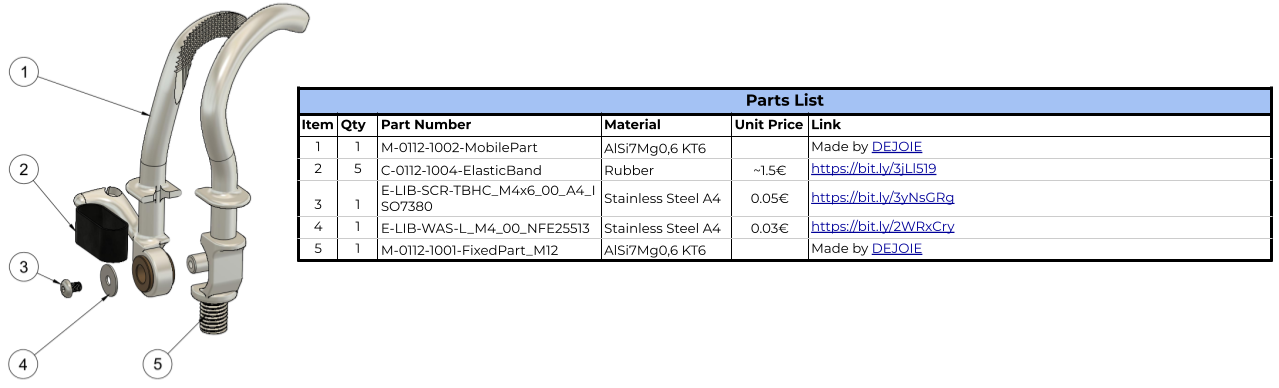 1
2
3
4
5
Parts List
Item Qty Part Number Material Unit Price Link
1 1 M-0112-1002-MobilePart AlSi7Mg0,6 KT6 Made by DEJOIE
2 5 C-0112-1004-ElasticBand Rubber ~1.5€ https://bit.ly/3jLl519
3 1 E-LIB-SCR-TBHC_M4x6_00_A4_I Stainless Steel A4 0.05€ https://bit.ly/3yNsGRg
SO7380
4 1 E-LIB-WAS-L_M4_00_NFE25513 Stainless Steel A4 0.03€ https://bit.ly/2WRxCry
5 1 M-0112-1001-FixedPart_M12 AlSi7Mg0,6 KT6 Made by DEJOIE